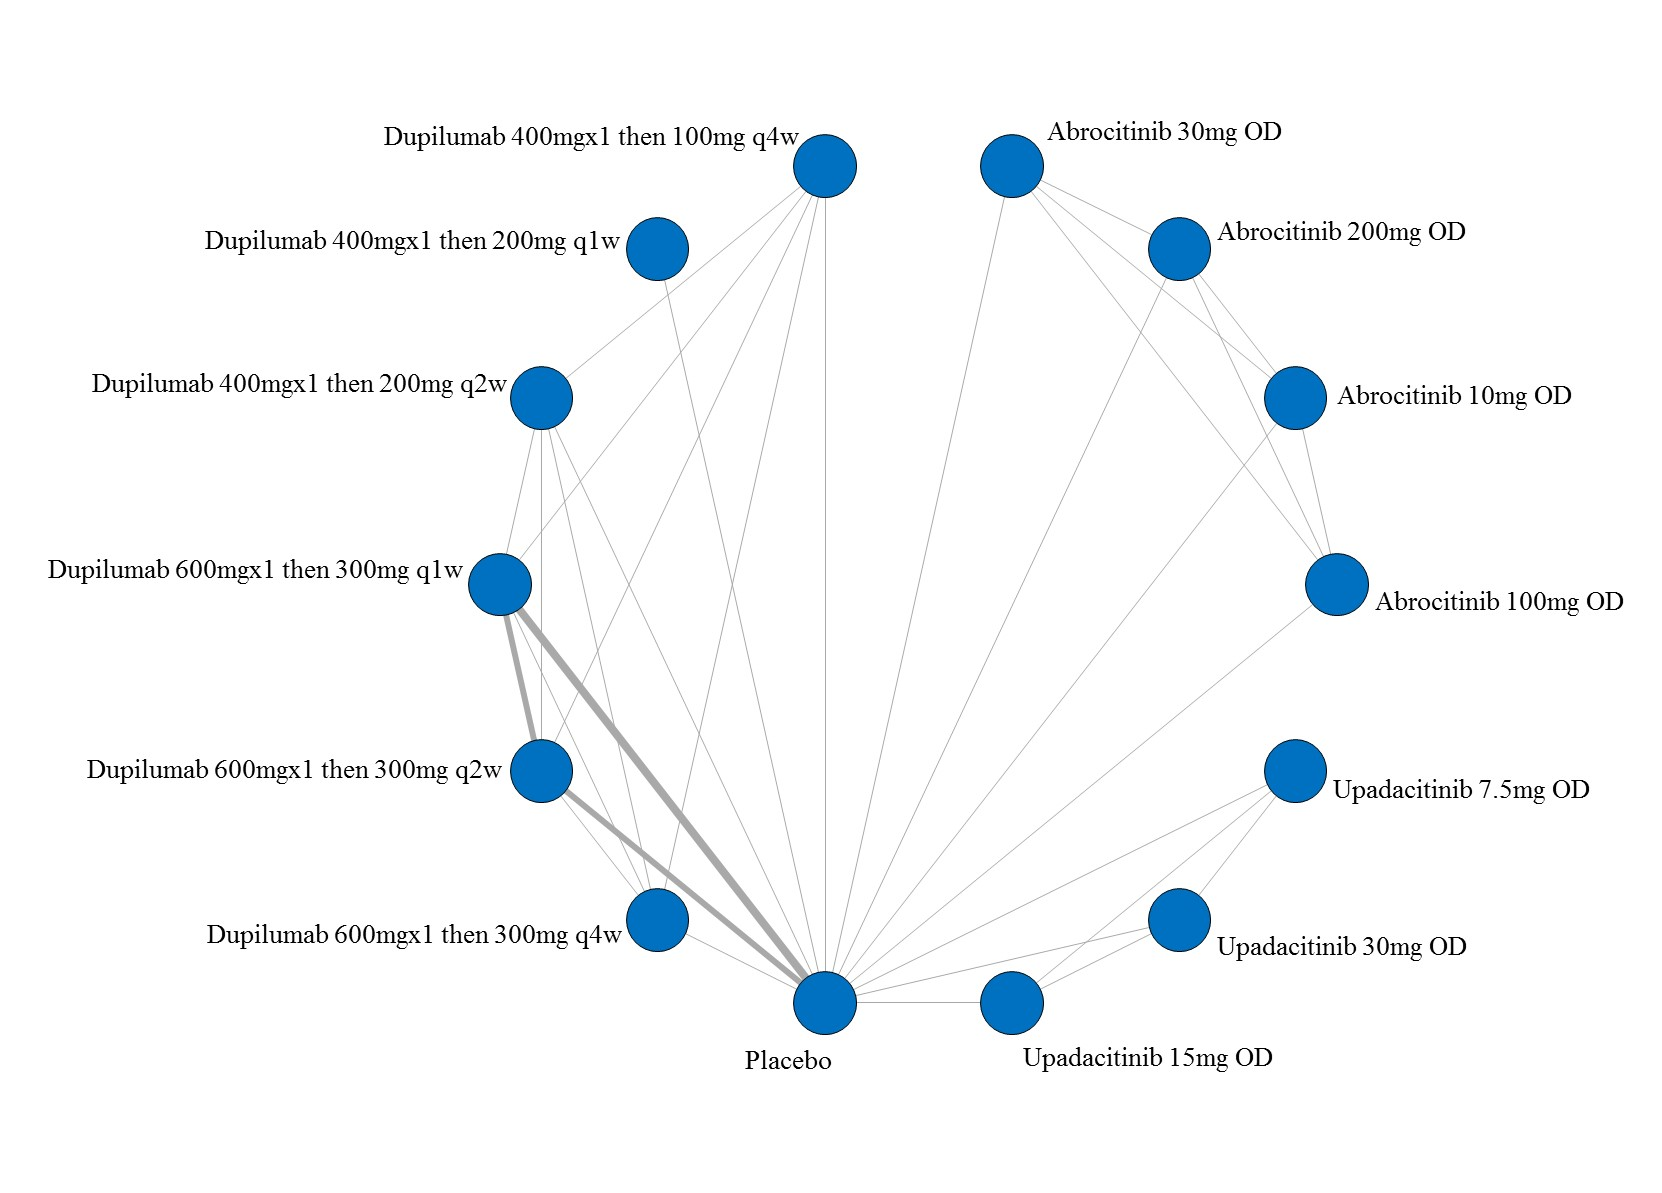 Dupilumab 400mgx1 then 100mg q4w
Abrocitinib 30mg OD
Dupilumab 400mgx1 then 200mg q1w
Abrocitinib 200mg OD
Dupilumab 400mgx1 then 200mg q2w
Abrocitinib 10mg OD
Dupilumab 600mgx1 then 300mg q1w
Abrocitinib 100mg OD
Dupilumab 600mgx1 then 300mg q2w
Upadacitinib 7.5mg OD
Dupilumab 600mgx1 then 300mg q4w
Upadacitinib 30mg OD
Placebo
Upadacitinib 15mg OD